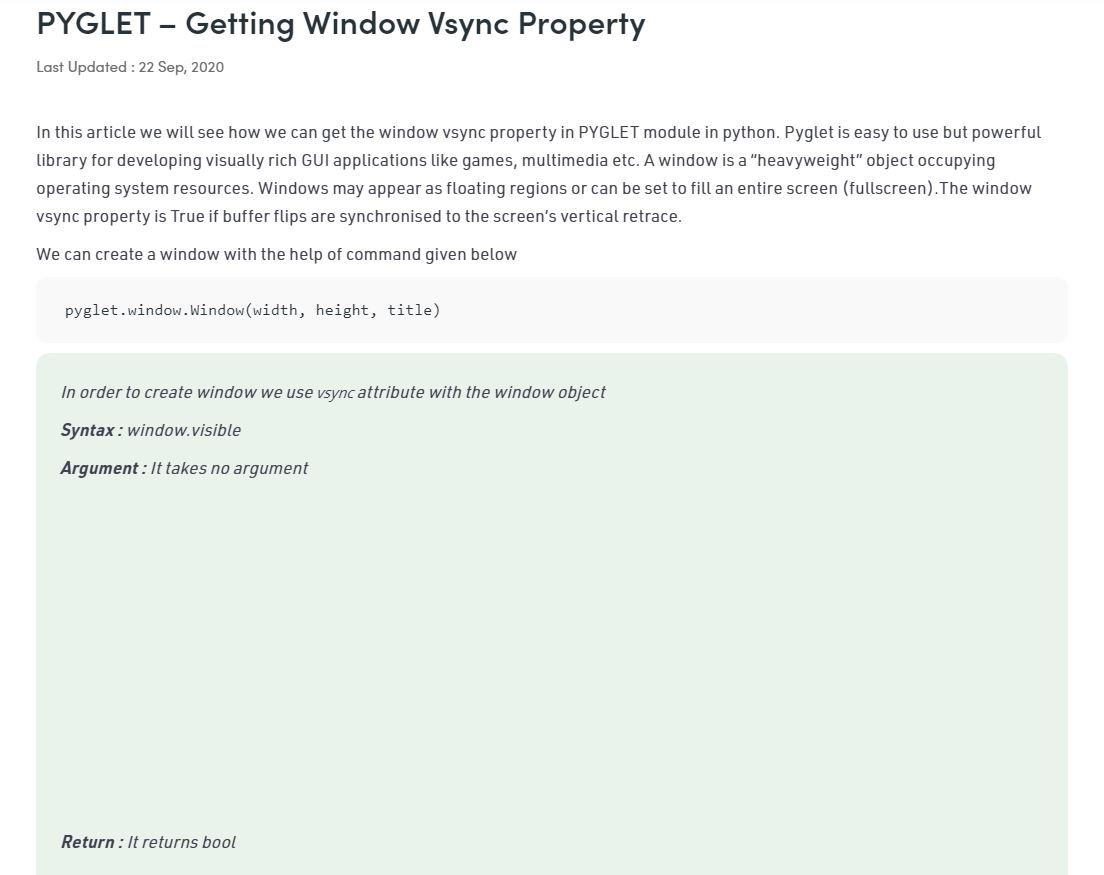 PYGLET – Getting Window Vsync Property
Last Updated : 22 Sep, 2020
In this article we will see how we can get the window vsync property in PYGLET module in python. Pyglet is easy to use but powerful
library for developing visually rich GUI applications like games, multimedia etc. A window is a “heavyweight” object occupying
operating system resources. Windows may appear as floating regions or can be set to fill an entire screen (fullscreen).The window
vsync property is True if buffer flips are synchronised to the screen’s vertical retrace.
We can create a window with the help of command given below
pyglet.window.Window(width, height, title)
In order to create window we use vsync attribute with the window object
Syntax : window.visible
Argument : It takes no argument
Return : It returns bool